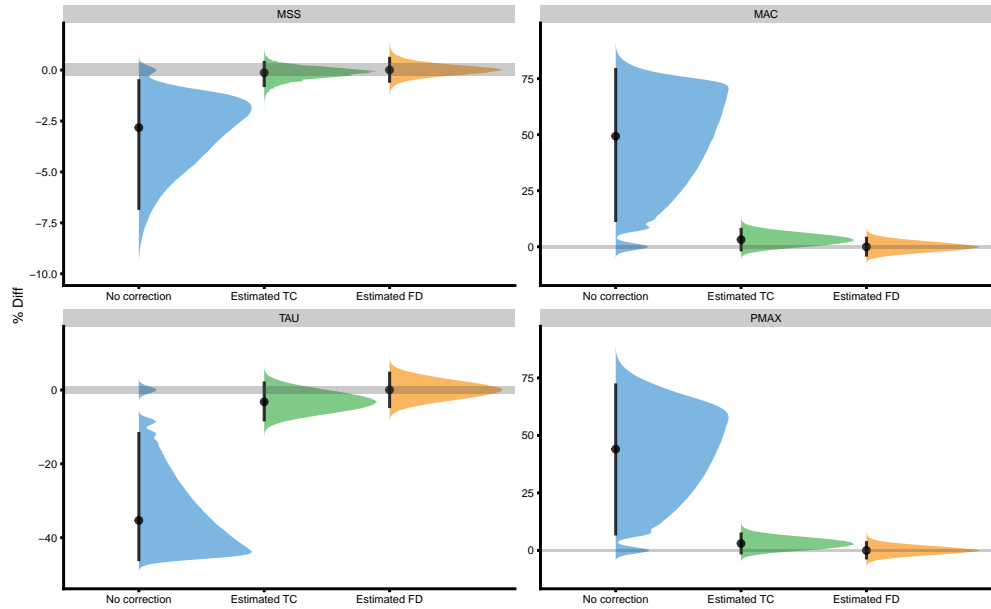 MSS
0.0
−2.5
−5.0
−7.5
−10.0
No correction Estimated TC Estimated FD
MAC
75
50
25
0
No correction Estimated TC Estimated FD
% Diff
TAU
0
−20
−40
No correction Estimated TC Estimated FD
PMAX
75
50
25
0
No correction Estimated TC Estimated FD